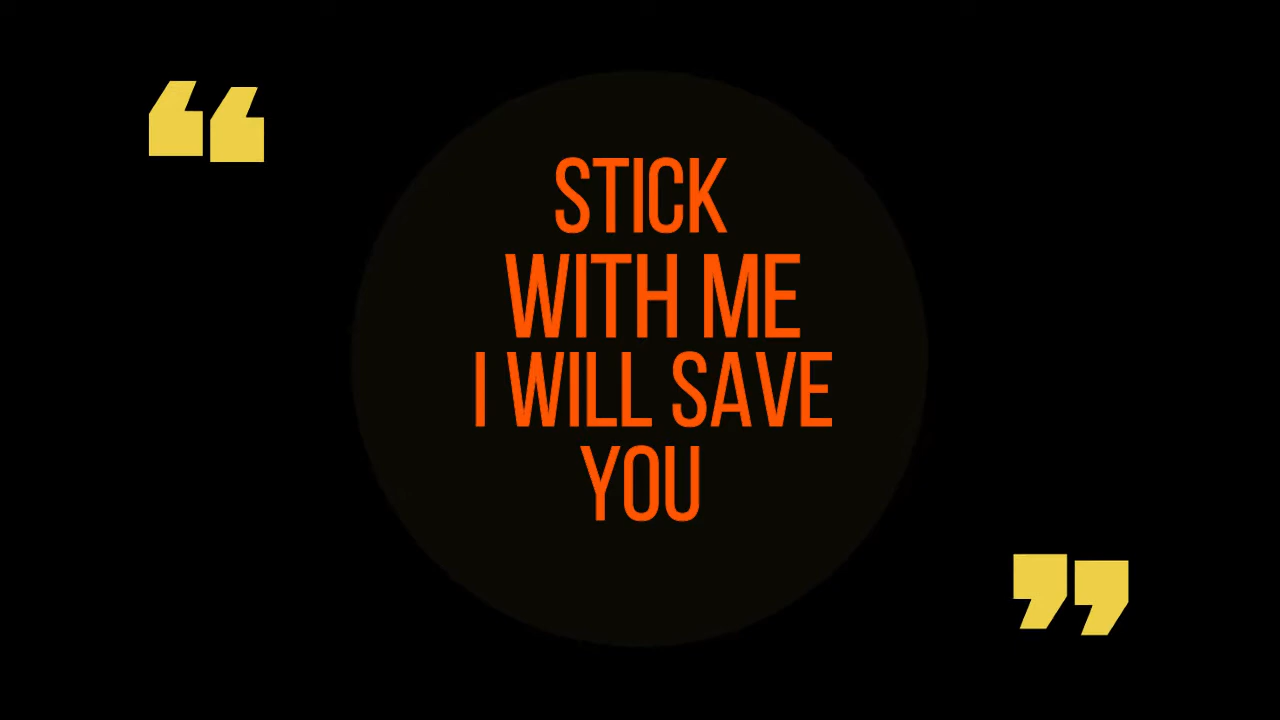 “
STICK
WITH ME
I WILL SAVE
YOU
”